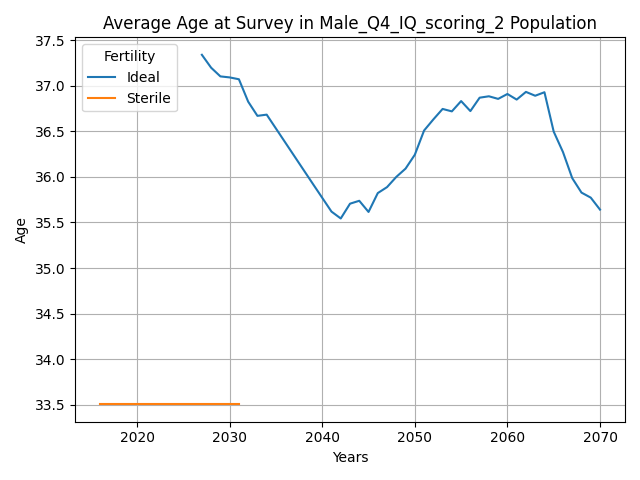 Average Age at Survey in Male_Q4_IQ_scoring_2 Population
Fertility
Ideal
Sterile
Age
37.5
37.0
36.5
36.0
35.5
35.0
34.5
34.0
33.5
2020 2030 2040 2050 2060 2070
Years